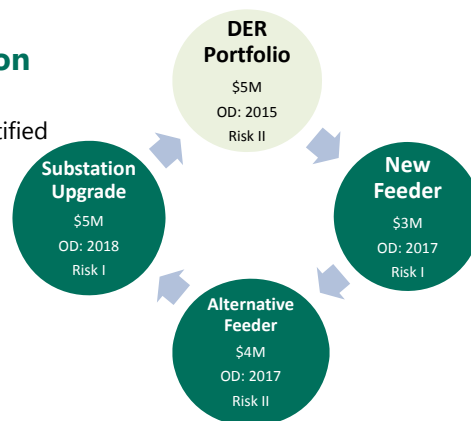 on
tified
DER
Portfolio
$5M
OD: 2015
Risk II
New
Feeder
$3M
OD: 2017
Risk I
Alternative
Feeder
$4M
OD: 2017
Risk II
Substation
Upgrade
$5M
OD: 2018
Risk I